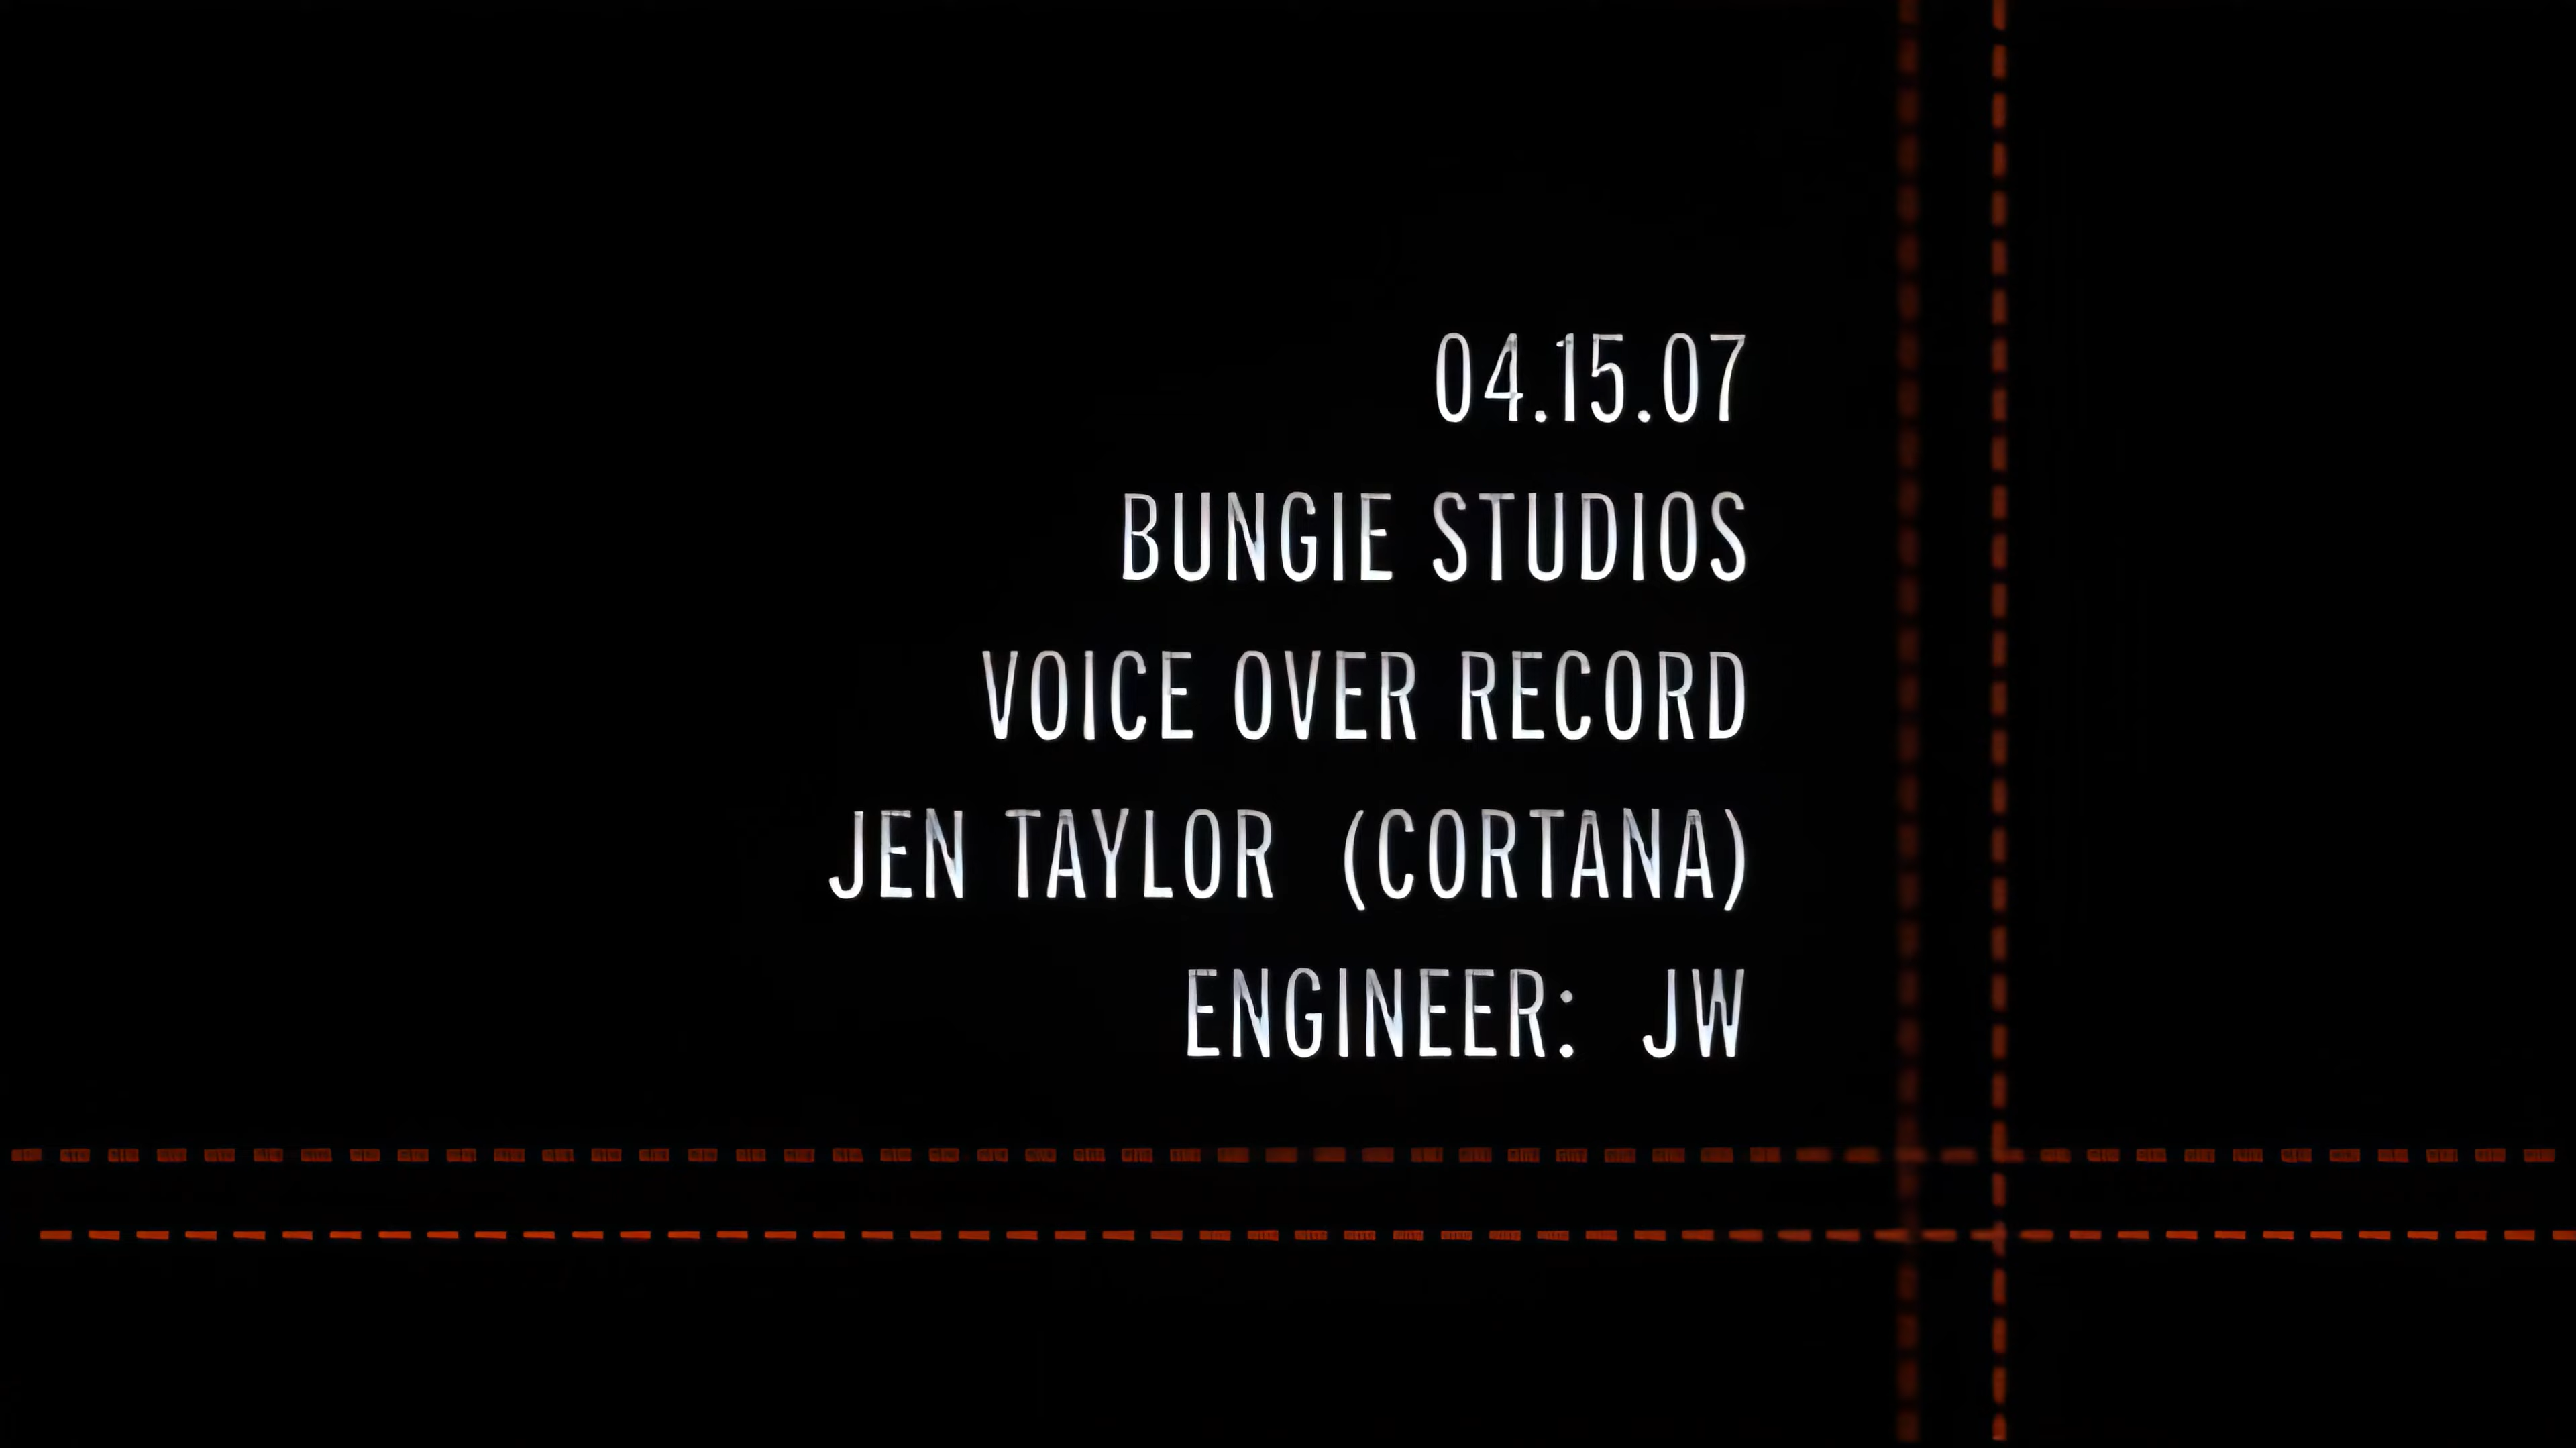 04.15.07
BUNGIE STUDIOS
VOICE OVER RECORD
JEN TAYLOR (CORTANA)
ENGINEER: JW